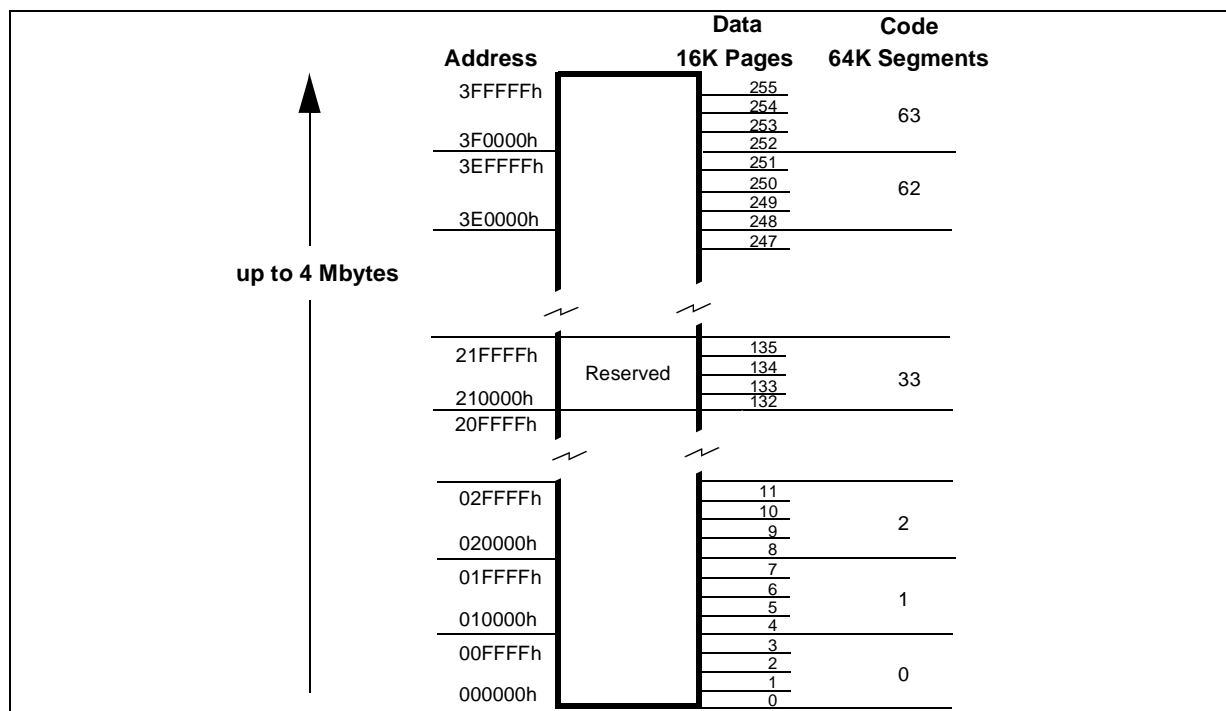 Data Code
Address 16K Pages 64K Segments
3FFFFFh 255
254
253
63
3F0000h 252
3EFFFFh 251
250
62
249
3E0000h 248
247
up to 4 Mbytes
21FFFFh 135
134
Reserved 33
133
210000h 132
20FFFFh
02FFFFh 11
10
2
9
020000h 8
01FFFFh 7
6
1
5
010000h 4
00FFFFh 3
2
0
1
000000h 0